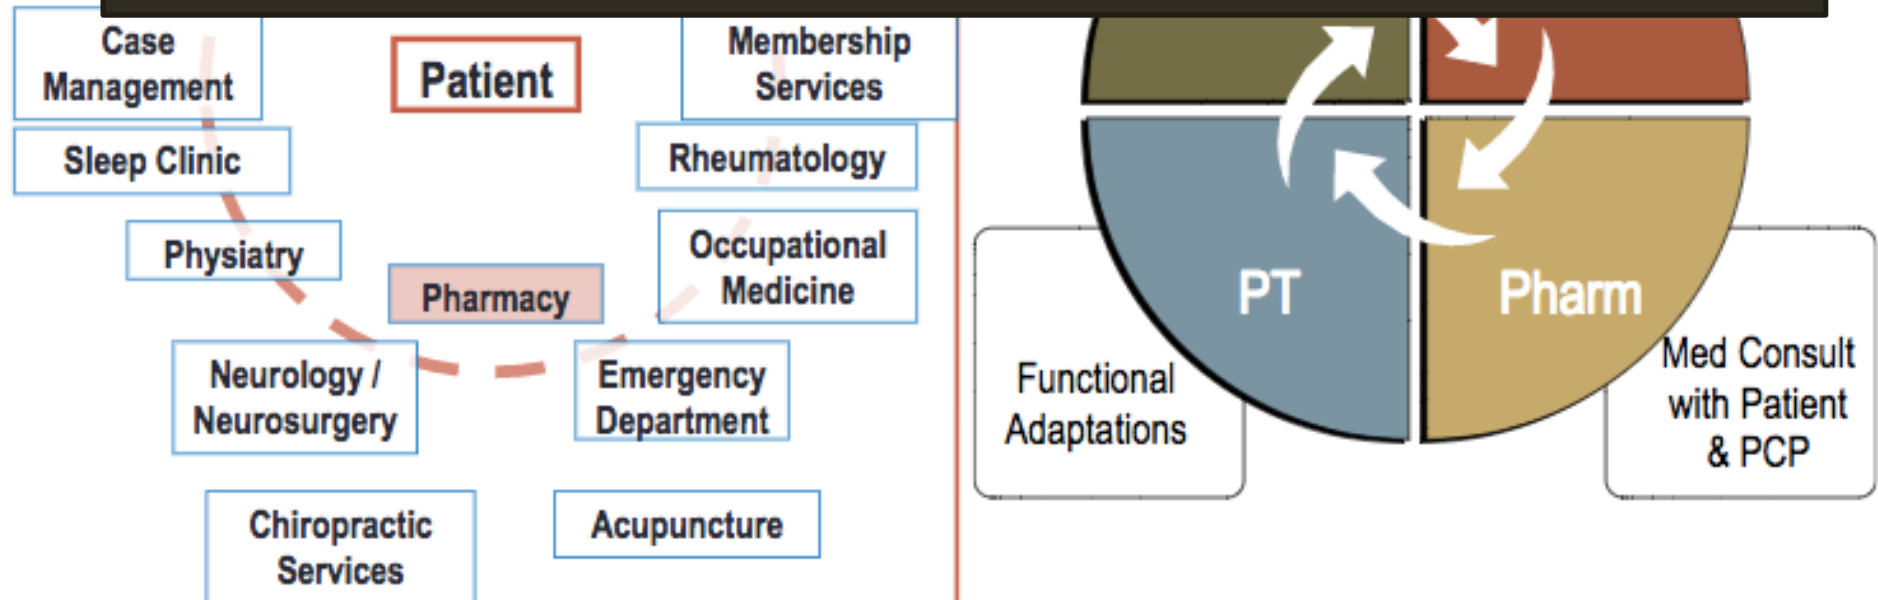 Case
Management
Patient
Membership
Services
Sleep Clinic
Rheumatology
Physiatry
Occupational
Medicine
Pharmacy
Neurology /
Neurosurgery
Emergency
Department
Chiropractic
Services
Acupuncture
PT
Pharm
Functional
Adaptations
Med Consult
with Patient
& PCP